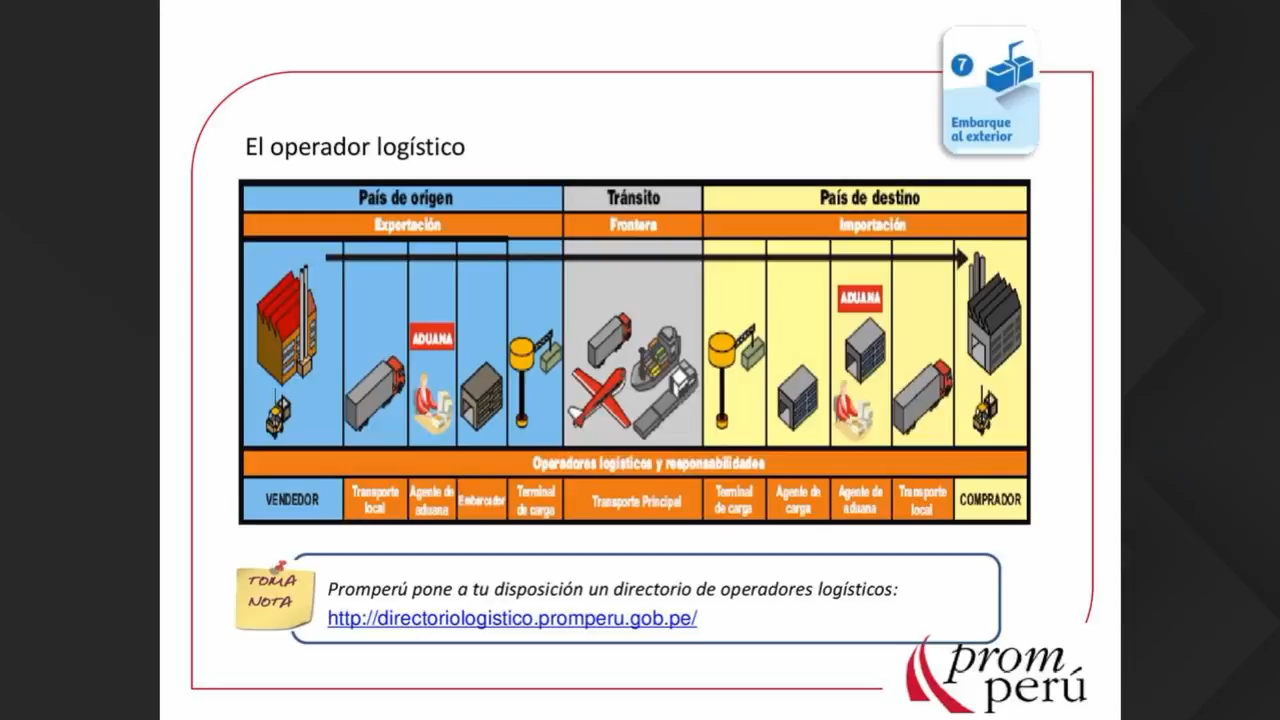 7
Embarque
al exterior
El operador logístico
País de origen Tránsito País de destino
Exportación Frontera Importación
ADUANA
ADUANA
Operadores logísticos y responsabilidades
VENDEDOR Transporte local Agente de aduana Embarcador Terminal de carga Transporte Principal Terminal de carga Agente de carga Agente de aduana Transporte local COMPRADOR
TOMA
NOTA
Promperú pone a tu disposición un directorio de operadores logísticos:
http://directoriologistico.promperu.gob.pe/
prom
perú